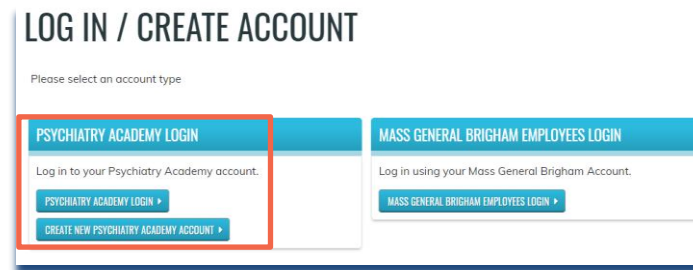 LOG IN / CREATE ACCOUNT
Please select an account type
PSYCHIATRY ACADEMY LOGIN
Log in to your Psychiatry Academy account.
PSYCHIATRY ACADEMY LOGIN
CREATE NEW PSYCHIATRY ACADEMY ACCOUNT
MASS GENERAL BRIGHAM EMPLOYEES LOGIN
Log in using your Mass General Brigham Account.
MASS GENERAL BRIGHAM EMPLOYEES LOGIN